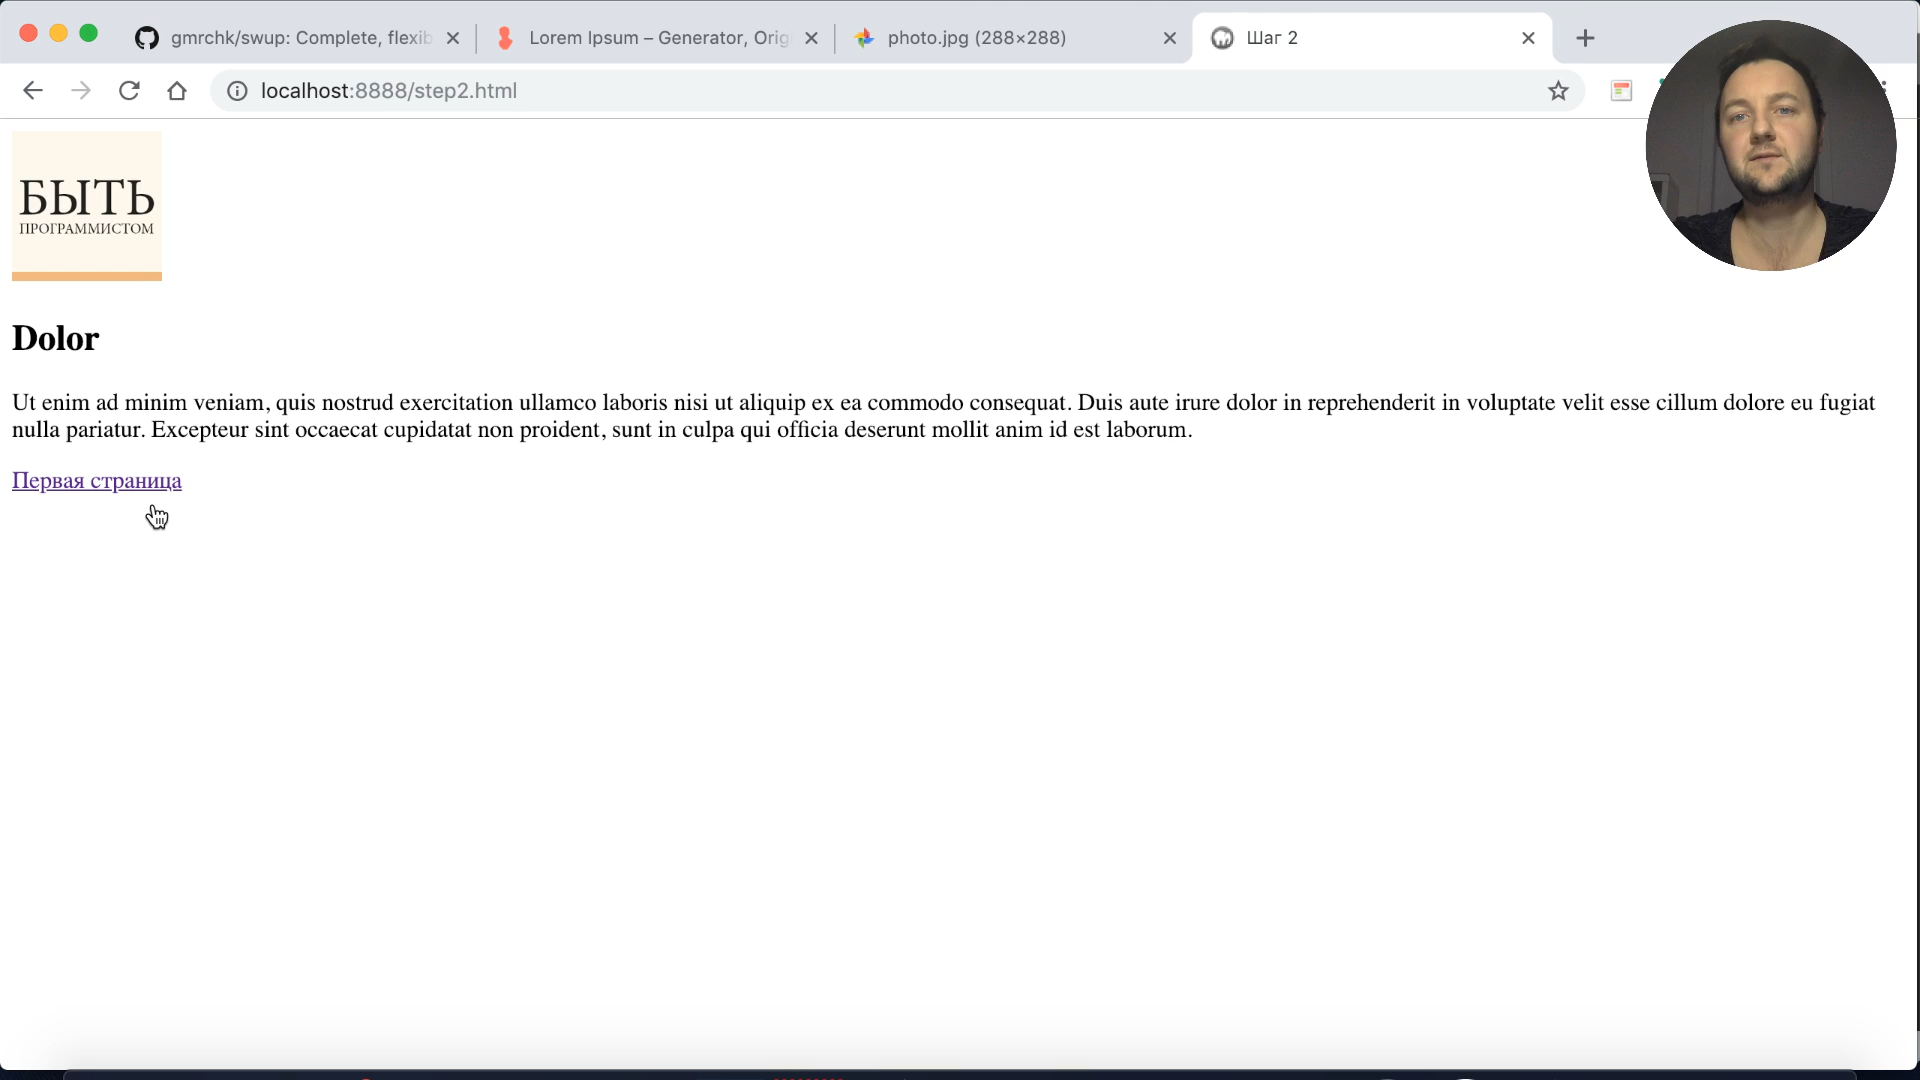 gmrchk/swup: Complete, flexib
Lorem Ipsum – Generator, Orig
photo.jpg (288×288)
Шаг 2
localhost:8888/step2.html
БЫТЬ
ПРОГРАММИСТОМ
Dolor
Ut enim ad minim veniam, quis nostrud exercitation ullamco laboris nisi ut aliquip ex ea commodo consequat. Duis aute irure dolor in reprehenderit in voluptate velit esse cillum dolore eu fugiat
nulla pariatur. Excepteur sint occaecat cupidatat non proident, sunt in culpa qui officia deserunt mollit anim id est laborum.
Первая страница